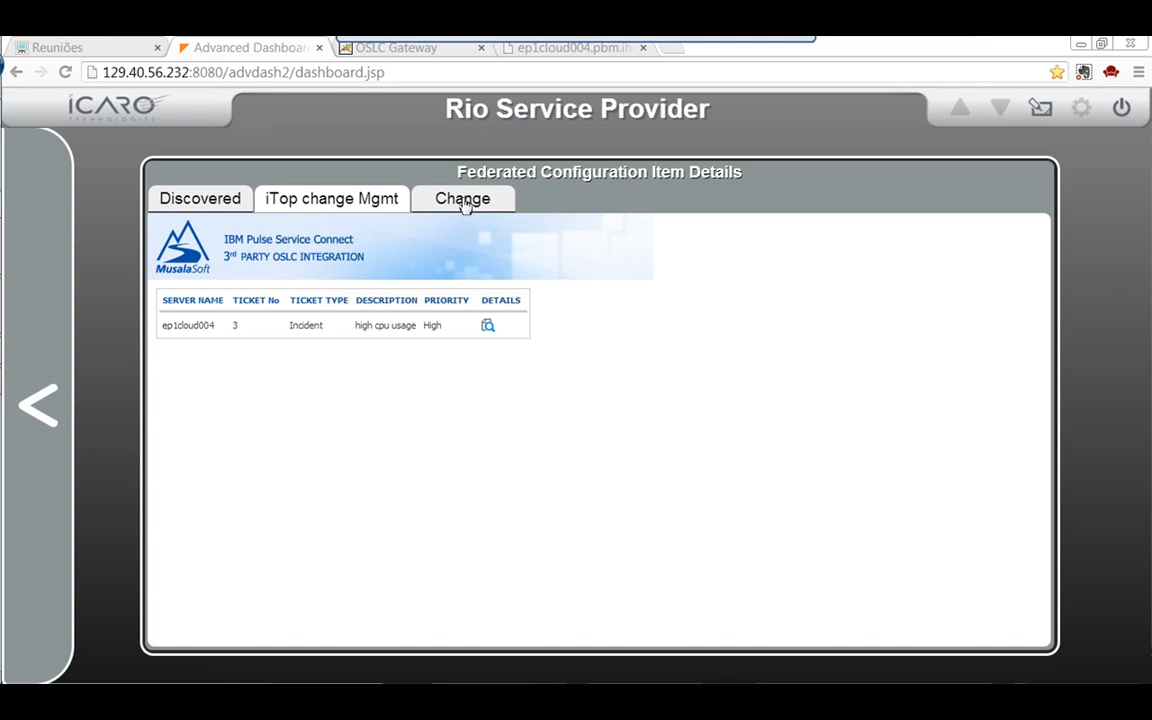 Reuniões
Advanced Dashboar
OSLC Gateway
ep1cloud004.pbm.ih
129.40.56.232:8080/advdash2/dashboard.jsp
iCARO
TECHNOLOGIES
Rio Service Provider
Federated Configuration Item Details
Discovered
iTop change Mgmt
Change
MusalaSoft
IBM Pulse Service Connect
3rd PARTY OSLC INTEGRATION
SERVER NAME TICKET No TICKET TYPE DESCRIPTION PRIORITY DETAILS
ep1cloud004 3 Incident high cpu usage High